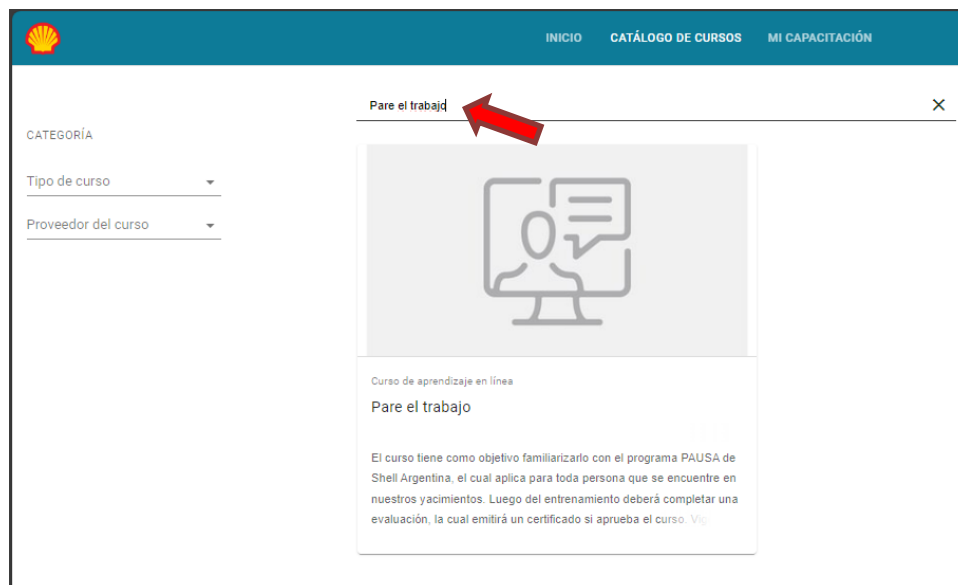 INICIO CATÁLOGO DE CURSOS MI CAPACITACIÓN
Pare el trabajo
CATEGORÍA
Tipo de curso
Proveedor del curso
Curso de aprendizaje en línea
Pare el trabajo
El curso tiene como objetivo familiarizarlo con el programa PAUSA de
Shell Argentina, el cual aplica para toda persona que se encuentre en
nuestros yacimientos. Luego del entrenamiento deberá completar una
evaluación, la cual emitirá un certificado si aprueba el curso.